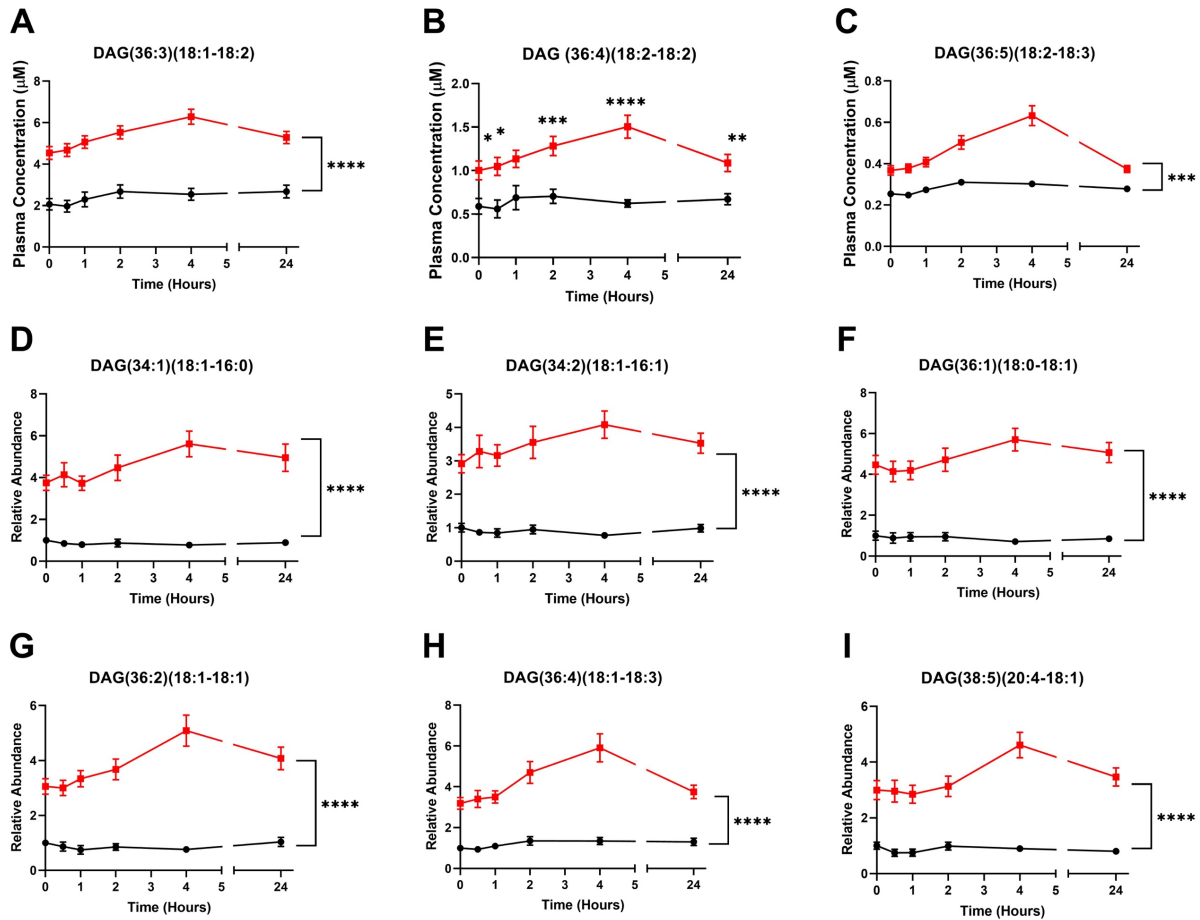 A
DAG(36:3)(18:1-18:2)
Plasma Concentration (μM)
8
6
4
2
0
****
0 1 2 3 4 5 24
Time (Hours)
B
DAG (36:4)(18:2-18:2)
Plasma Concentration (μM)
2.0
1.5
1.0
0.5
0.0
* * *** **** **
0 1 2 3 4 5 24
Time (Hours)
C
DAG(36:5)(18:2-18:3)
Plasma Concentration (μM)
0.8
0.6
0.4
0.2
0.0
***
0 1 2 3 4 5 24
Time (Hours)
D
DAG(34:1)(18:1-16:0)
Relative Abundance
8
6
4
2
0
****
0 1 2 3 4 5 24
Time (Hours)
E
DAG(34:2)(18:1-16:1)
Relative Abundance
5
4
3
2
1
0
****
0 1 2 3 4 5 24
Time (Hours)
F
DAG(36:1)(18:0-18:1)
Relative Abundance
8
6
4
2
0
****
0 1 2 3 4 5 24
Time (Hours)
G
DAG(36:2)(18:1-18:1)
Relative Abundance
6
4
2
0
****
0 1 2 3 4 5 24
Time (Hours)
H
DAG(36:4)(18:1-18:3)
Relative Abundance
8
6
4
2
0
****
0 1 2 3 4 5 24
Time (Hours)
I
DAG(38:5)(20:4-18:1)
Relative Abundance
6
4
2
0
****
0 1 2 3 4 5 24
Time (Hours)